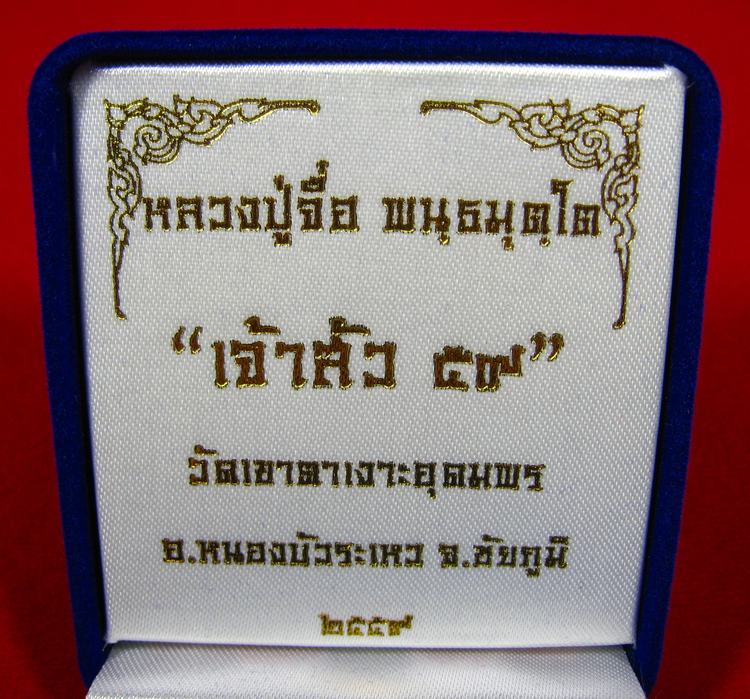 หลวงปู่จื่อ พนฺธมุตฺโต
“เจ้าสัว ๕๙”
วัดเขาตาเงาะอุดมพร
อ.หนองบัวระเหว จ.ชัยภูมิ
๒๕๕๙